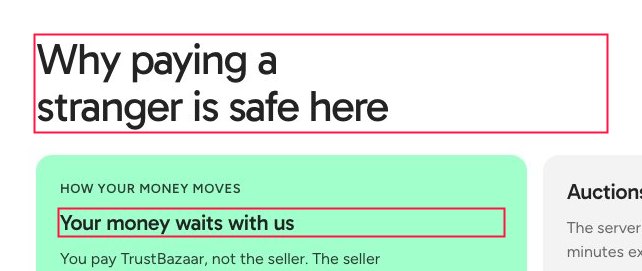 Why paying a
stranger is safe here
HOW YOUR MONEY MOVES
Your money waits with us
You pay TrustBazaar, not the seller. The seller
Auctions
The server
minutes ex